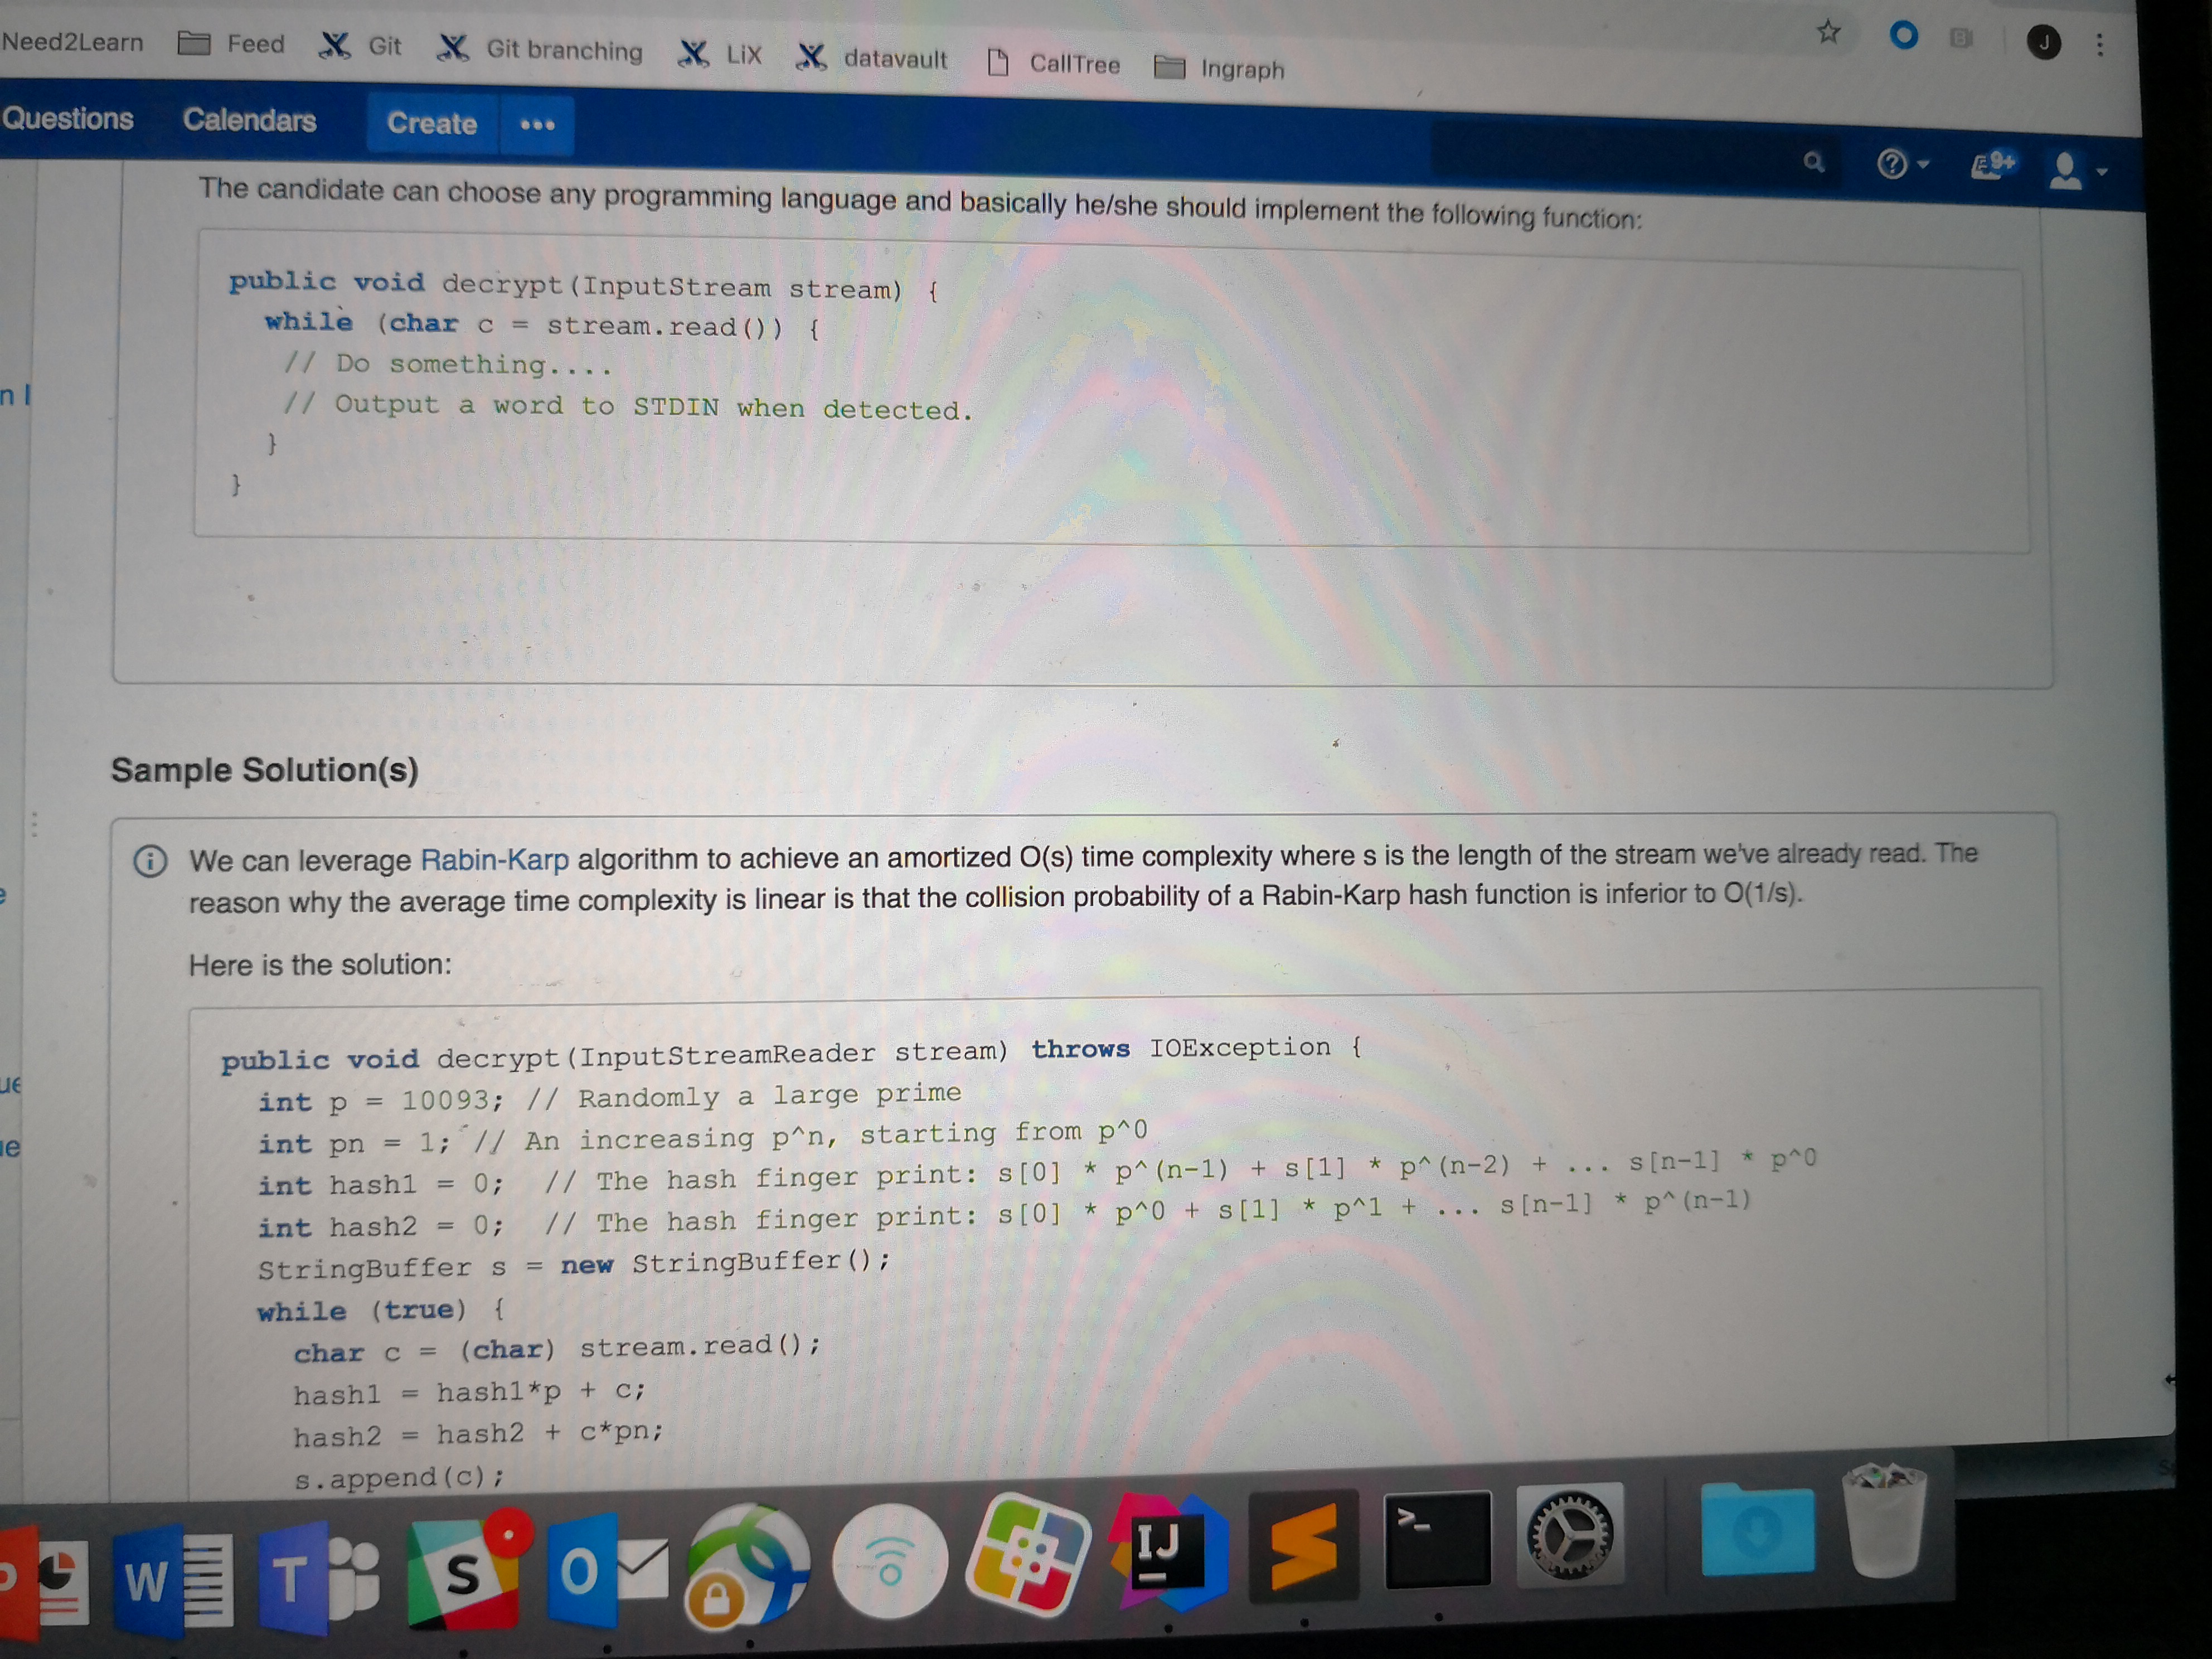 Need2Learn Feed Git Git branching LiX datavault CallTree Ingraph J
Questions Calendars Create ••• 9+
The candidate can choose any programming language and basically he/she should implement the following function:
public void decrypt(InputStream stream) {
while (char c = stream.read()) {
// Do something....
// Output a word to STDIN when detected.
}
}
n I
Sample Solution(s)
We can leverage Rabin-Karp algorithm to achieve an amortized O(s) time complexity where s is the length of the stream we've already read. The
reason why the average time complexity is linear is that the collision probability of a Rabin-Karp hash function is inferior to O(1/s).
Here is the solution:
public void decrypt(InputStreamReader stream) throws IOException {
int p = 10093; // Randomly a large prime
int pn = 1; // An increasing p^n, starting from p^0
int hash1 = 0; // The hash finger print: s[0] * p^(n-1) + s[1] * p^(n-2) + ... s[n-1] * p^0
int hash2 = 0; // The hash finger print: s[0] * p^0 + s[1] * p^1 + ... s[n-1] * p^(n-1)
StringBuffer s = new StringBuffer();
while (true) {
char c = (char) stream.read();
hash1 = hash1*p + c;
hash2 = hash2 + c*pn;
s.append(c);
ue
W T S O IJ >_